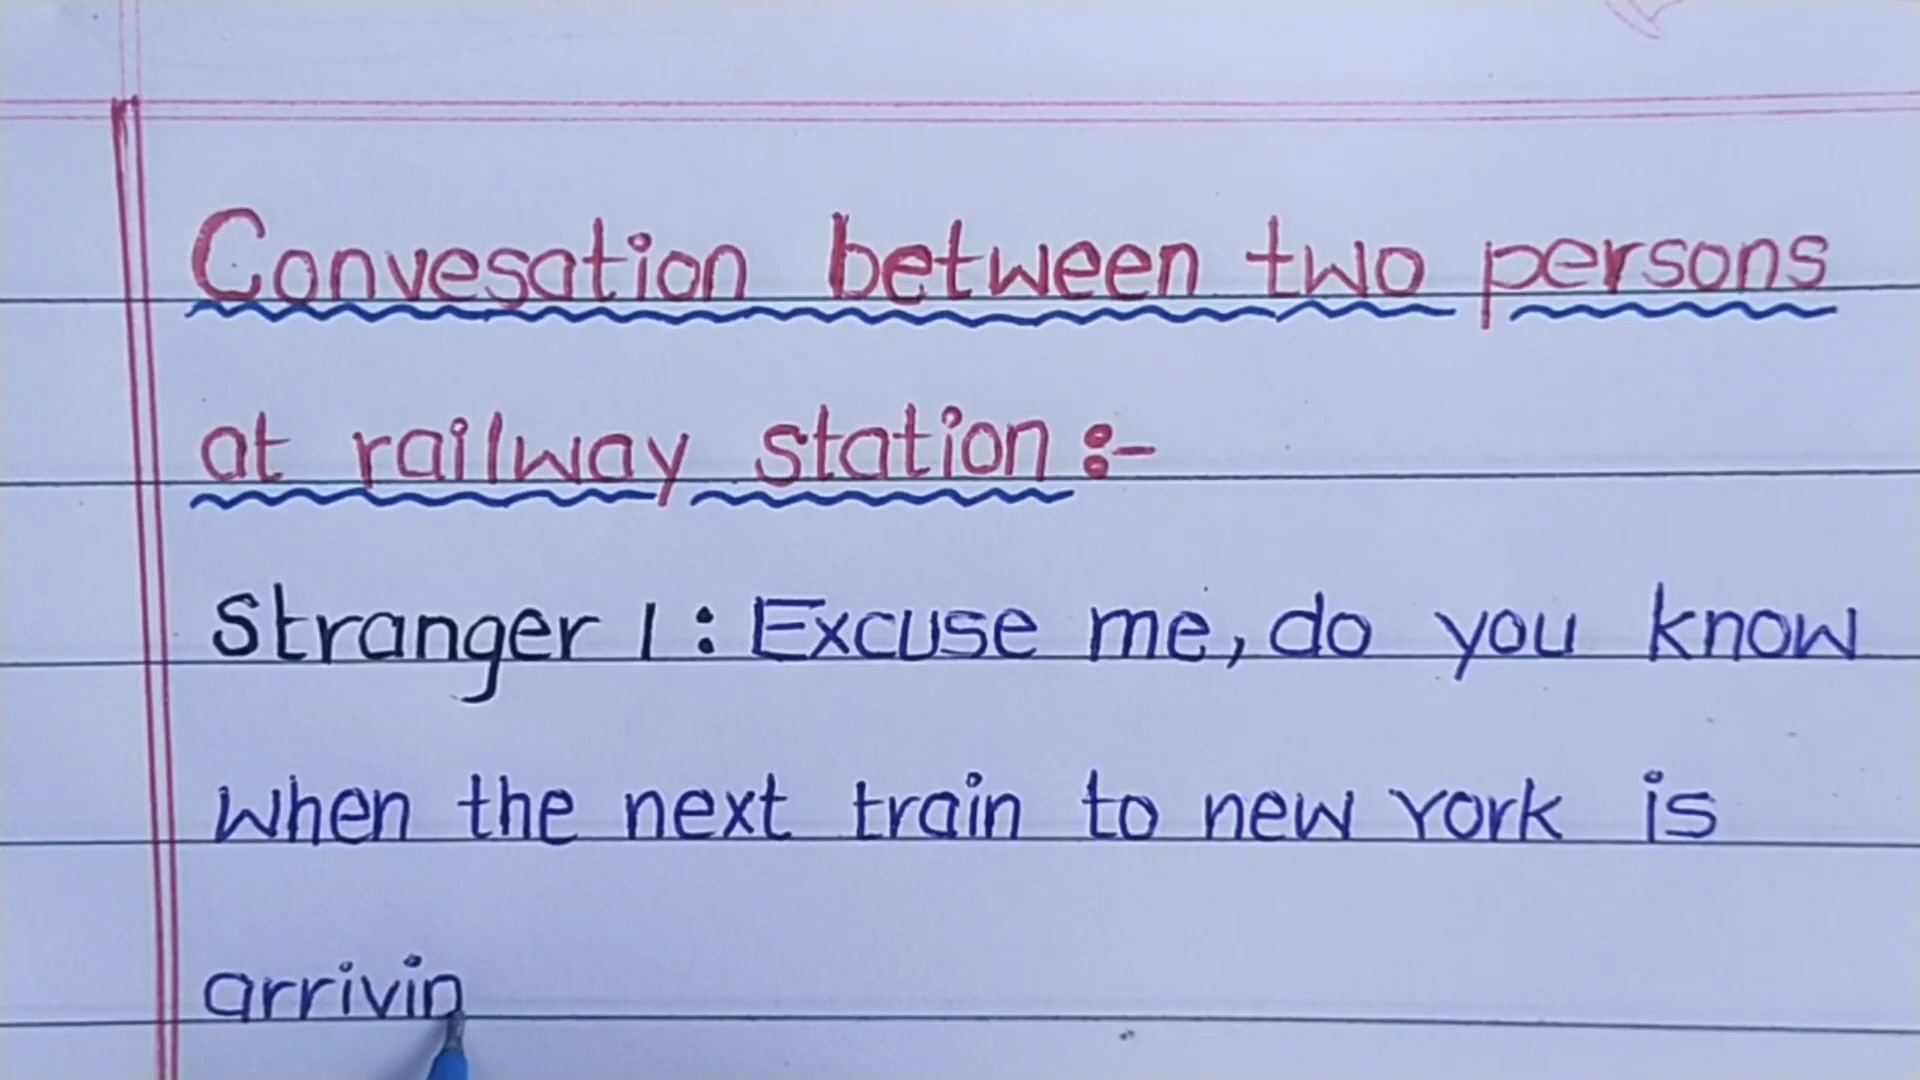 Convesation between two persons
at railway station :-
Stranger 1 : Excuse me, do you know
when the next train to new york is
arrivin